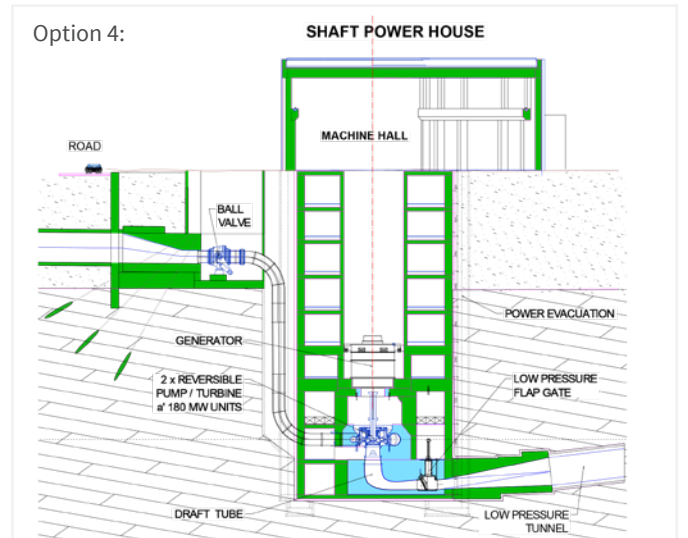 Option 4:
SHAFT POWER HOUSE
MACHINE HALL
ROAD
BALL
VALVE
POWER EVACUATION
GENERATOR
2 x REVERSIBLE
PUMP / TURBINE
a' 180 MW UNITS
LOW PRESSURE
FLAP GATE
DRAFT TUBE
LOW PRESSURE
TUNNEL